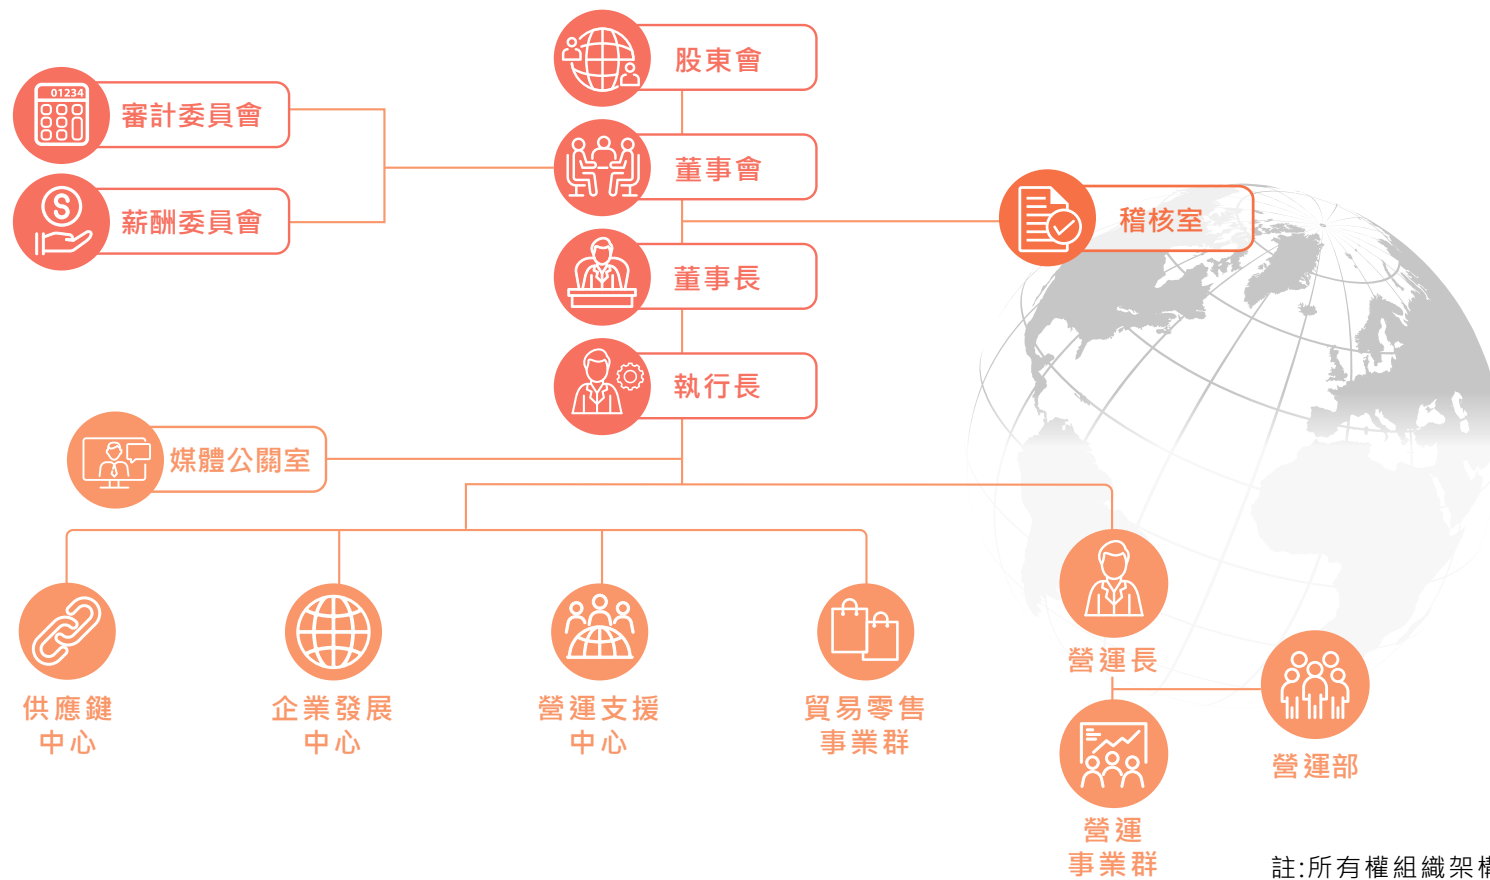 股東會
01234
審計委員會
董事會
薪酬委員會
稽核室
董事長
執行長
媒體公關室
營運長
供應鍵
中心
企業發展
中心
營運支援
中心
貿易零售
事業群
營運部
營運
事業群
註:所有權組織架構